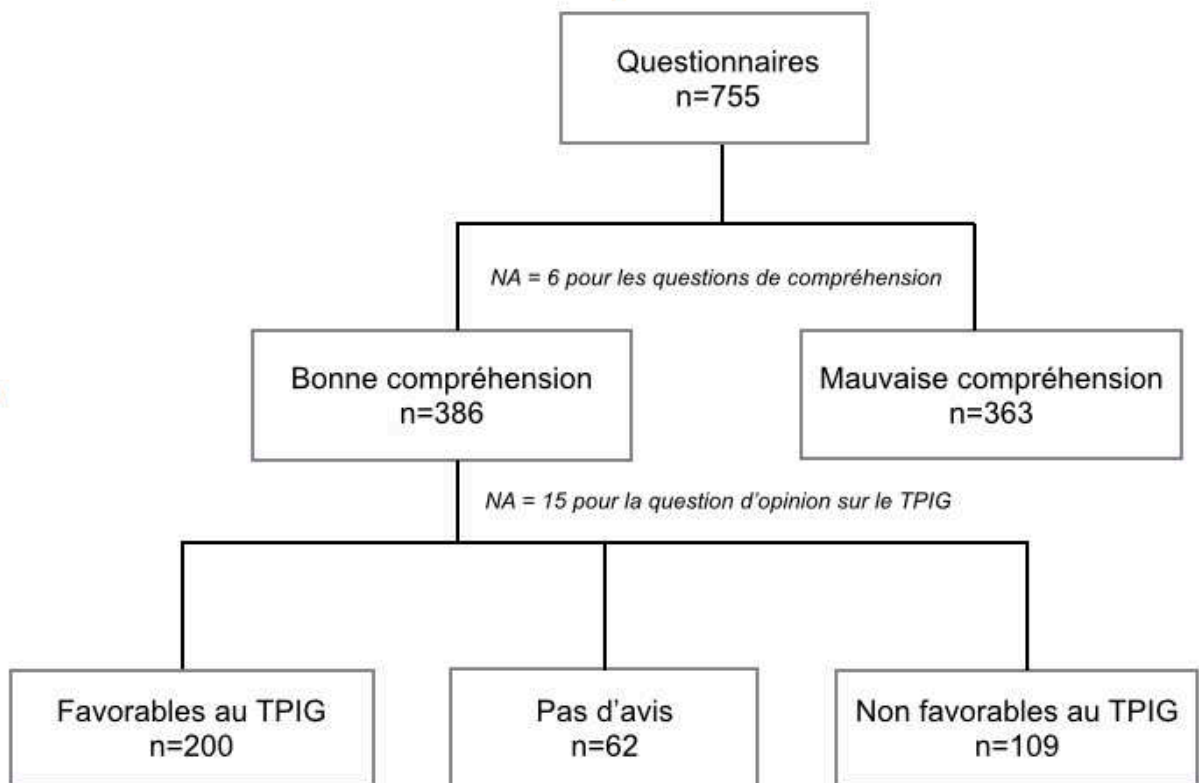 Questionnaires
n=755
NA = 6 pour les questions de compréhension
Bonne compréhension
n=386
Mauvaise compréhension
n=363
NA = 15 pour la question d'opinion sur le TPIG
Favorables au TPIG
n=200
Pas d'avis
n=62
Non favorables au TPIG
n=109